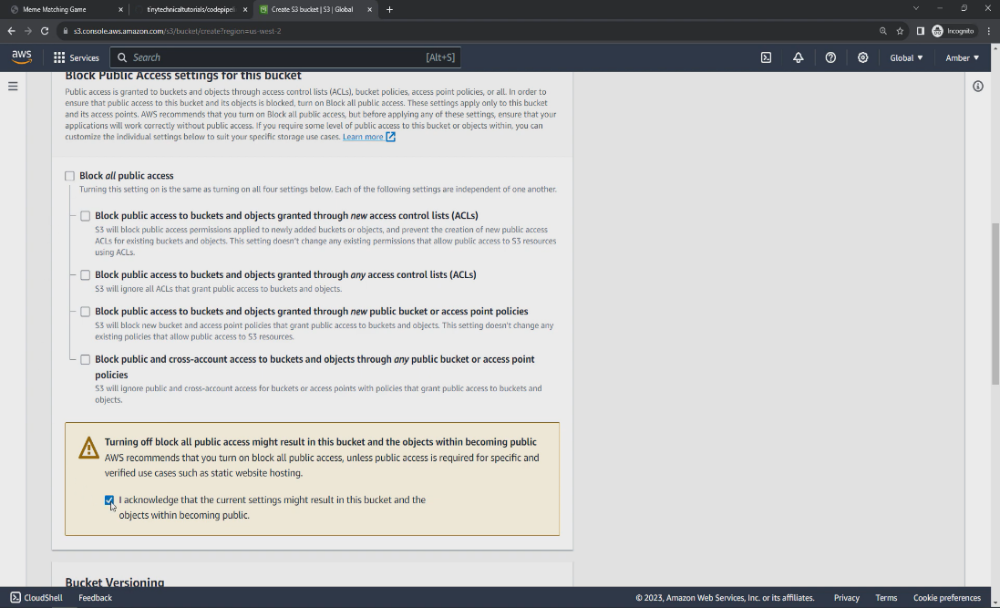 Meme Matching Game
tinytechnicaltutorials/codepipeli
Create S3 bucket | S3 | Global
s3.console.aws.amazon.com/s3/bucket/create?region=us-west-2
Incognito
aws
Services
Search
[Alt+S]
Global
Amber
Block Public Access settings for this bucket
Public access is granted to buckets and objects through access control lists (ACLs), bucket policies, access point policies, or all. In order to
ensure that public access to this bucket and its objects is blocked, turn on Block all public access. These settings apply only to this bucket
and its access points. AWS recommends that you turn on Block all public access, but before applying any of these settings, ensure that your
applications will work correctly without public access. If you require some level of public access to this bucket or objects within, you can
customize the individual settings below to suit your specific storage use cases. Learn more
Block all public access
Turning this setting on is the same as turning on all four settings below. Each of the following settings are independent of one another.
Block public access to buckets and objects granted through new access control lists (ACLs)
S3 will block public access permissions applied to newly added buckets or objects, and prevent the creation of new public access
ACLs for existing buckets and objects. This setting doesn't change any existing permissions that allow public access to S3 resources
using ACLs.
Block public access to buckets and objects granted through any access control lists (ACLs)
S3 will ignore all ACLs that grant public access to buckets and objects.
Block public access to buckets and objects granted through new public bucket or access point policies
S3 will block new bucket and access point policies that grant public access to buckets and objects. This setting doesn't change any
existing policies that allow public access to S3 resources.
Block public and cross-account access to buckets and objects through any public bucket or access point
policies
S3 will ignore public and cross-account access for buckets or access points with policies that grant public access to buckets and
objects.
Turning off block all public access might result in this bucket and the objects within becoming public
AWS recommends that you turn on block all public access, unless public access is required for specific and
verified use cases such as static website hosting.
I acknowledge that the current settings might result in this bucket and the
objects within becoming public.
Bucket Versioning
CloudShell
Feedback
© 2023, Amazon Web Services, Inc. or its affiliates.
Privacy
Terms
Cookie preferences